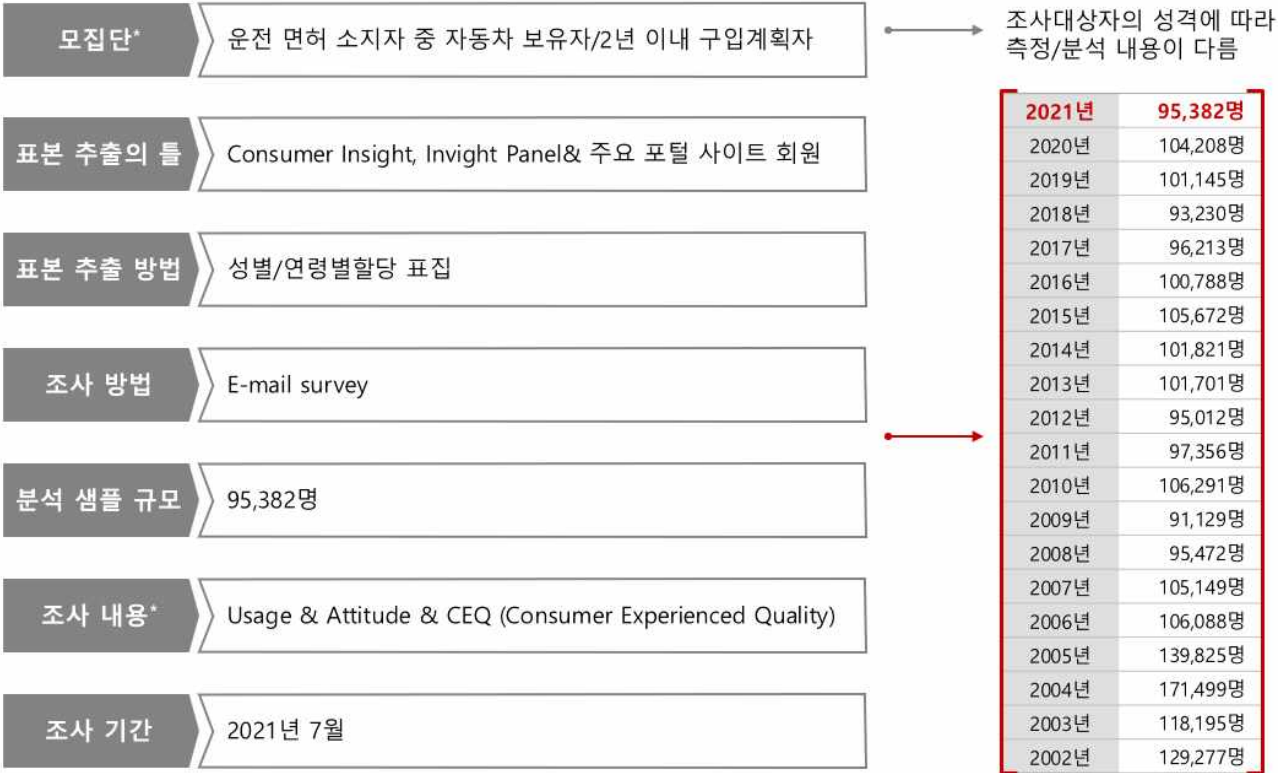 모집단*
운전 면허 소지자 중 자동차 보유자/2년 이내 구입계획자
조사대상자의 성격에 따라
측정/분석 내용이 다름
표본 추출의 틀
Consumer Insight, Invight Panel& 주요 포털 사이트 회원
표본 추출 방법
성별/연령별할당 표집
조사 방법
E-mail survey
분석 샘플 규모
95,382명
조사 내용*
Usage & Attitude & CEQ (Consumer Experienced Quality)
조사 기간
2021년 7월
2021년 95,382명
2020년 104,208명
2019년 101,145명
2018년 93,230명
2017년 96,213명
2016년 100,788명
2015년 105,672명
2014년 101,821명
2013년 101,701명
2012년 95,012명
2011년 97,356명
2010년 106,291명
2009년 91,129명
2008년 95,472명
2007년 105,149명
2006년 106,088명
2005년 139,825명
2004년 171,499명
2003년 118,195명
2002년 129,277명